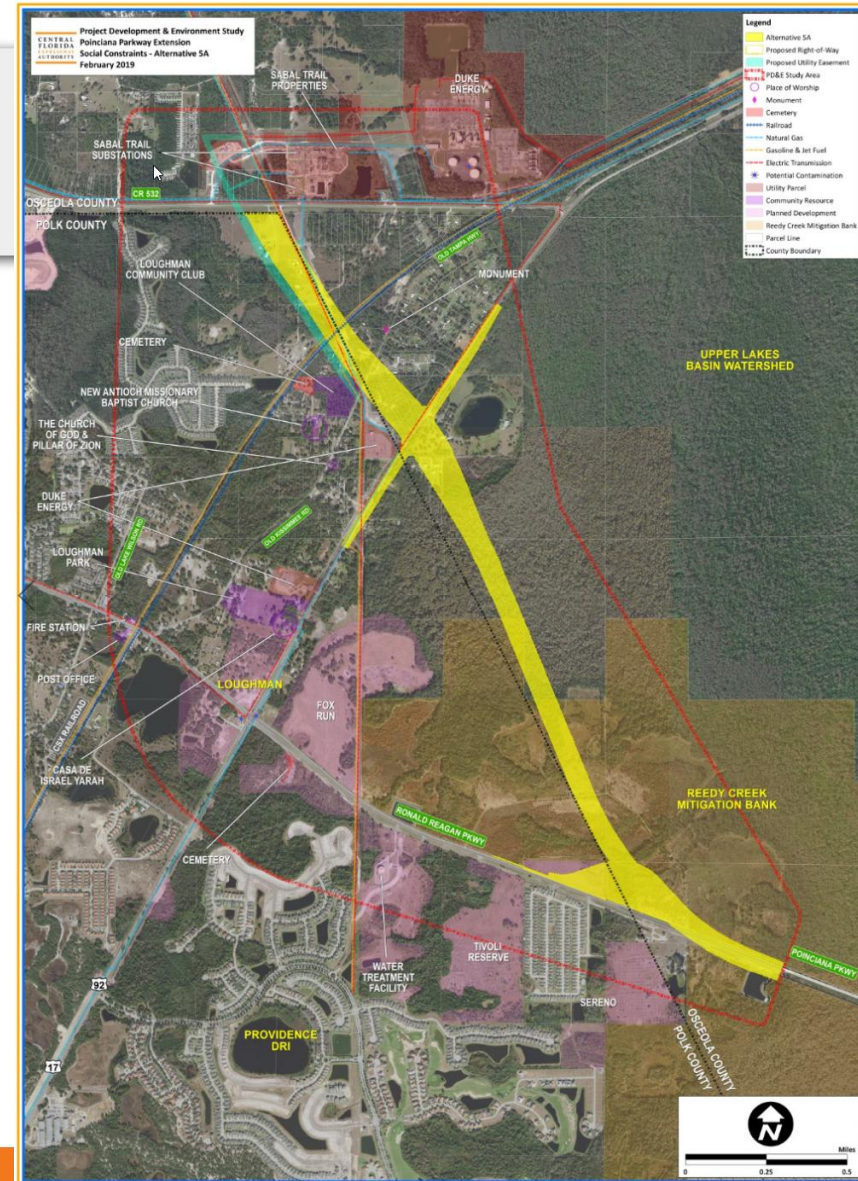 CENTRAL
FLORIDA
EXPRESSWAY
AUTHORITY
Project Development & Environment Study
Poinciana Parkway Extension
Social Constraints - Alternative 5A
February 2019
Legend
Alternative 5A
Proposed Right-of-Way
Proposed Utility Easement
PD&E Study Area
Place of Worship
Monument
Cemetery
Railroad
Natural Gas
Gasoline & Jet Fuel
Electric Transmission
Potential Contamination
Utility Parcel
Community Resource
Planned Development
Reedy Creek Mitigation Bank
Parcel Line
County Boundary
SABAL TRAIL
PROPERTIES
DUKE
ENERGY
SABAL TRAIL
SUBSTATIONS
CR 532
OSCEOLA COUNTY
POLK COUNTY
OLD TAMPA HWY
LOUGHMAN
COMMUNITY CLUB
MONUMENT
CEMETERY
UPPER LAKES
BASIN WATERSHED
NEW ANTIOCH MISSIONARY
BAPTIST CHURCH
THE CHURCH
OF GOD &
PILLAR OF ZION
DUKE
ENERGY
OLD KISSIMMEE RD
OLD LAKE WILSON RD
LOUGHMAN
PARK
FIRE STATION
POST OFFICE
LOUGHMAN
FOX
RUN
CSX RAILROAD
CASA DE
ISRAEL YARAH
REEDY CREEK
MITIGATION BANK
RONALD REAGAN PKWY
CEMETERY
POINCIANA PKWY
TIVOLI
RESERVE
WATER
TREATMENT
FACILITY
SERENO
92
OSCEOLA COUNTY
POLK COUNTY
PROVIDENCE
DRI
17
N
Miles
0 0.25 0.5